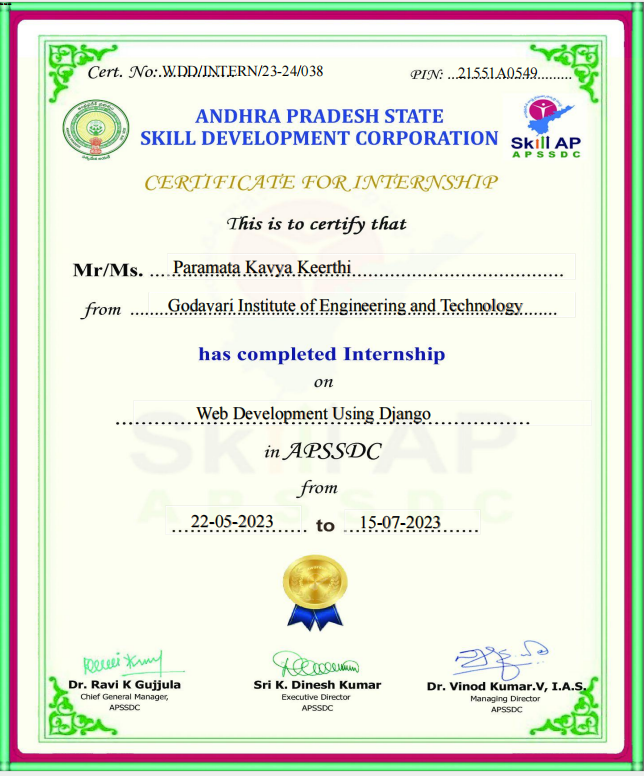 Cert. No:.WDD/INTERN/23-24/038
PIN: ...21551A0549.........
ANDHRA PRADESH STATE
SKILL DEVELOPMENT CORPORATION
Skill AP
APSSDC
CERTIFICATE FOR INTERNSHIP
This is to certify that
Mr/Ms. ... Paramata Kavya Keerthi
from Godavari Institute of Engineering and Technology
has completed Internship
on
Web Development Using Django
in APSSDC
from
22-05-2023 to 15-07-2023
Skill AP
APSSDC
Dr. Ravi K Gujjula
Chief General Manager,
APSSDC
Sri K. Dinesh Kumar
Executive Director
APSSDC
Dr. Vinod Kumar.V, I.A.S.
Managing Director
APSSDC